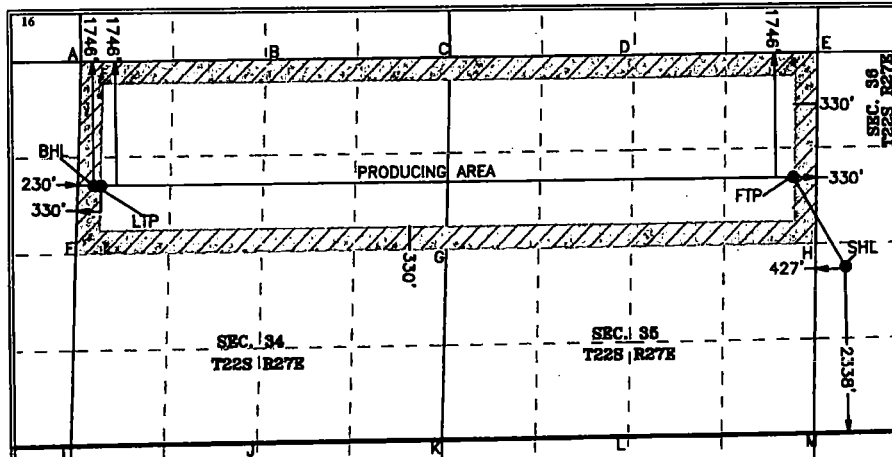 16
1746'
1746'
1746'
A
B
C
D
E
SEC. 36
T22S R27E
330'
BHL
PRODUCING AREA
230'
330'
LTP
FTP
330'
F
G
H
SHL
330'
427'
SEC. 34
T22S R27E
SEC. 35
T22S R27E
2338'
I
J
K
L
M